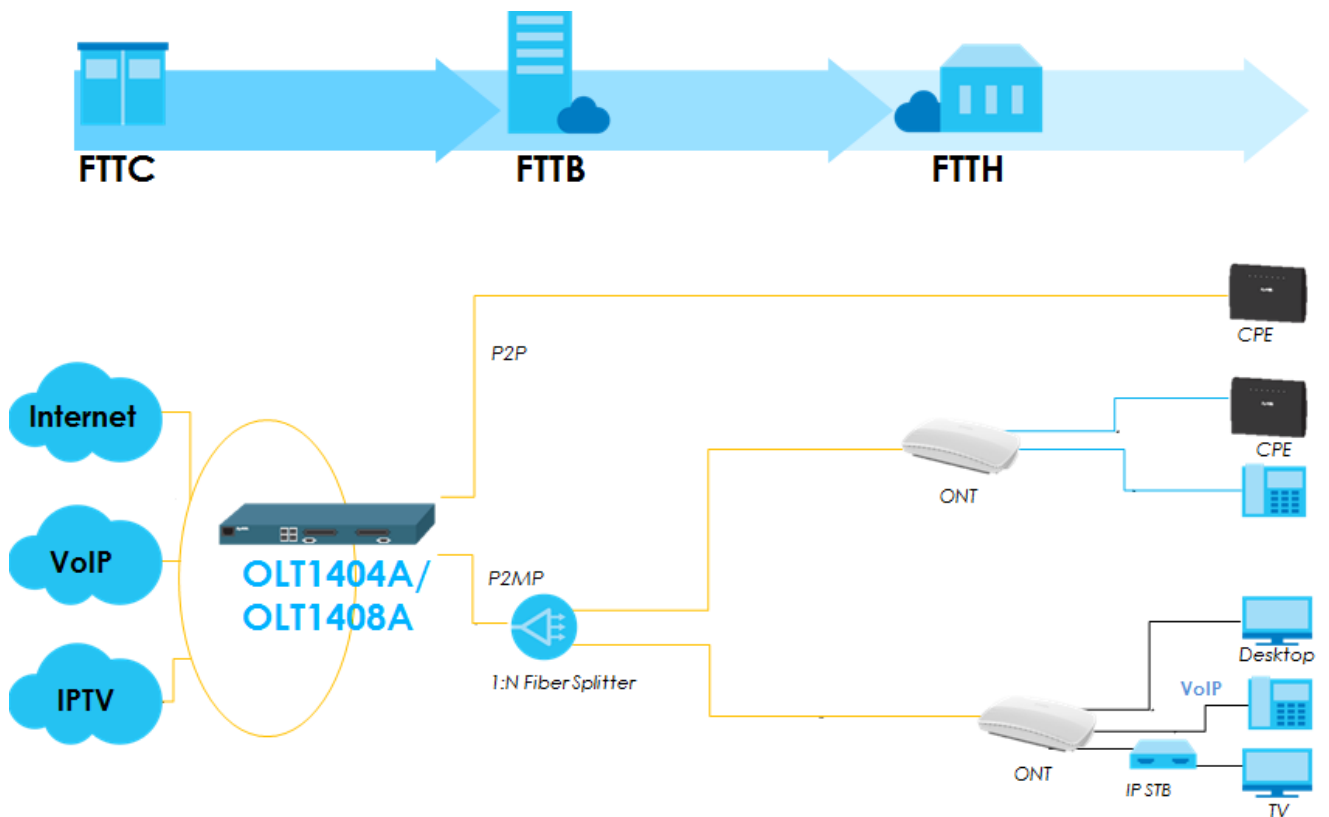 FTTC
FTTB
FTTH
P2P
CPE
Internet
CPE
ONT
VoIP
OLT1404A/
OLT1408A
P2MP
1:N Fiber Splitter
Desktop
VoIP
IPTV
ONT
IP STB
TV